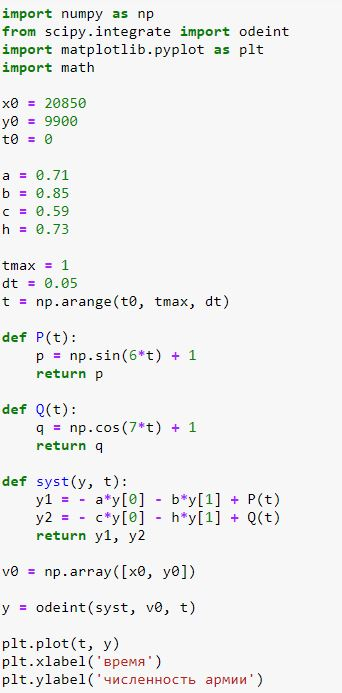 import numpy as np
from scipy.integrate import odeint
import matplotlib.pyplot as plt
import math

x0 = 20850
y0 = 9900
t0 = 0

a = 0.71
b = 0.85
c = 0.59
h = 0.73

tmax = 1
dt = 0.05
t = np.arange(t0, tmax, dt)

def P(t):
    p = np.sin(6*t) + 1
    return p

def Q(t):
    q = np.cos(7*t) + 1
    return q

def syst(y, t):
    y1 = - a*y[0] - b*y[1] + P(t)
    y2 = - c*y[0] - h*y[1] + Q(t)
    return y1, y2

v0 = np.array([x0, y0])

y = odeint(syst, v0, t)

plt.plot(t, y)
plt.xlabel('время')
plt.ylabel('численность армии')